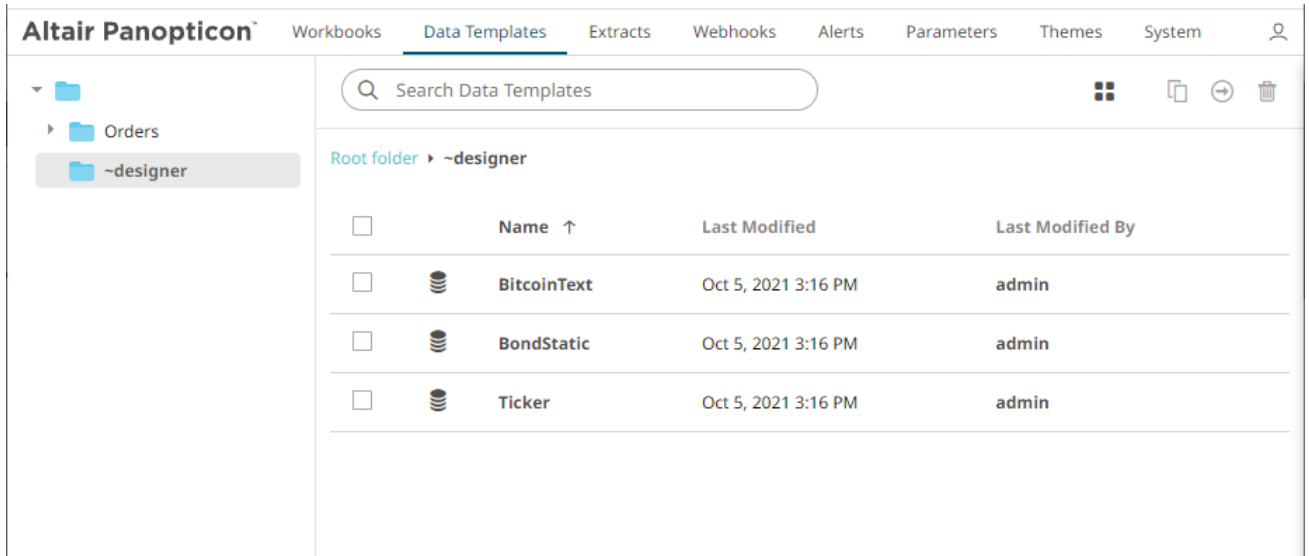 Altair Panopticon™ Workbooks Data Templates Extracts Webhooks Alerts Parameters Themes System
Search Data Templates
Orders
~designer
Root folder ~designer
Name ↑ Last Modified Last Modified By
BitcoinText Oct 5, 2021 3:16 PM admin
BondStatic Oct 5, 2021 3:16 PM admin
Ticker Oct 5, 2021 3:16 PM admin